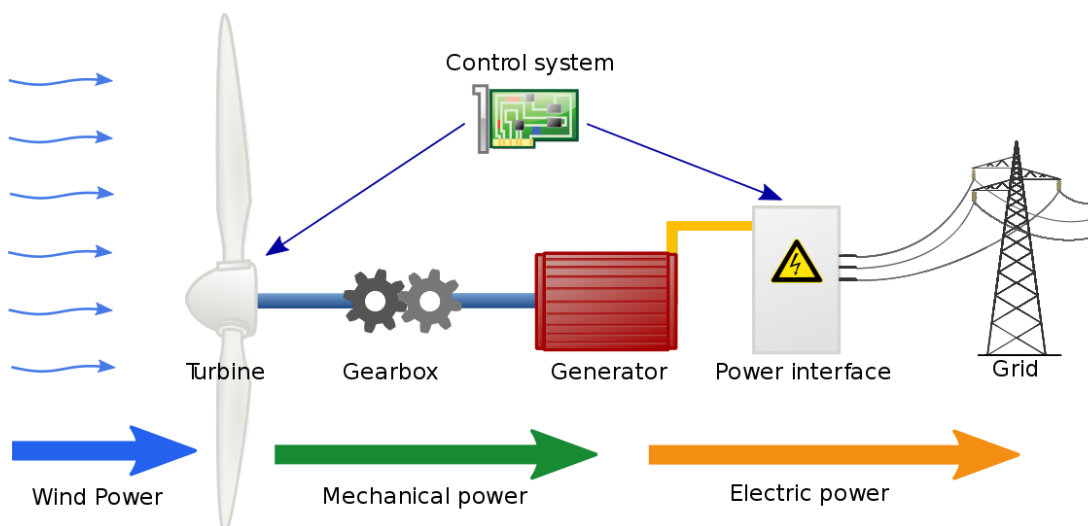 Control system
Turbine
Gearbox
Generator
Power interface
Grid
Wind Power
Mechanical power
Electric power